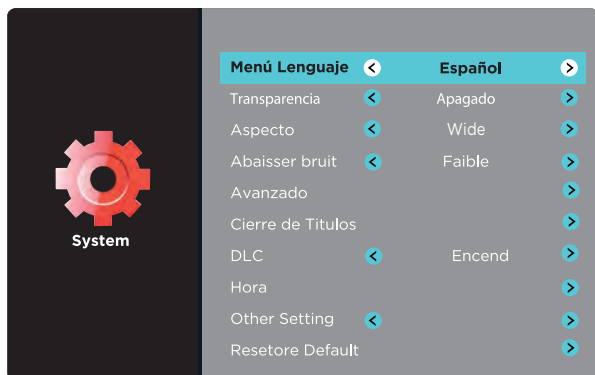 Menú Lenguaje Español
Transparencia Apagado
Aspecto Wide
Abaisser bruit Faible
Avanzado
Cierre de Titulos
System
DLC Encend
Hora
Other Setting
Resetore Default